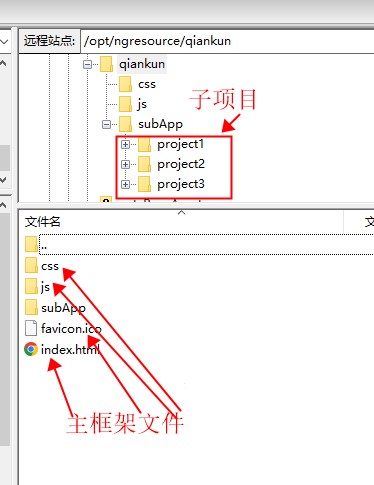 远程站点: /opt/ngresource/qiankun
qiankun
css
js
subApp
子项目
project1
project2
project3
文件名
..
css
js
subApp
favicon.ico
index.html
主框架文件